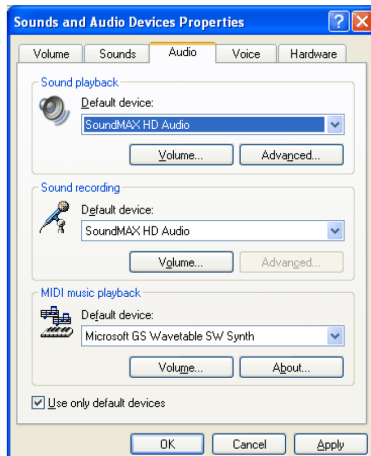 Sounds and Audio Devices Properties
Volume Sounds Audio Voice Hardware
Sound playback
Default device:
SoundMAX HD Audio
Volume... Advanced...
Sound recording
Default device:
SoundMAX HD Audio
Volume... Advanced...
MIDI music playback
Default device:
Microsoft GS Wavetable SW Synth
Volume... About...
Use only default devices
OK Cancel Apply